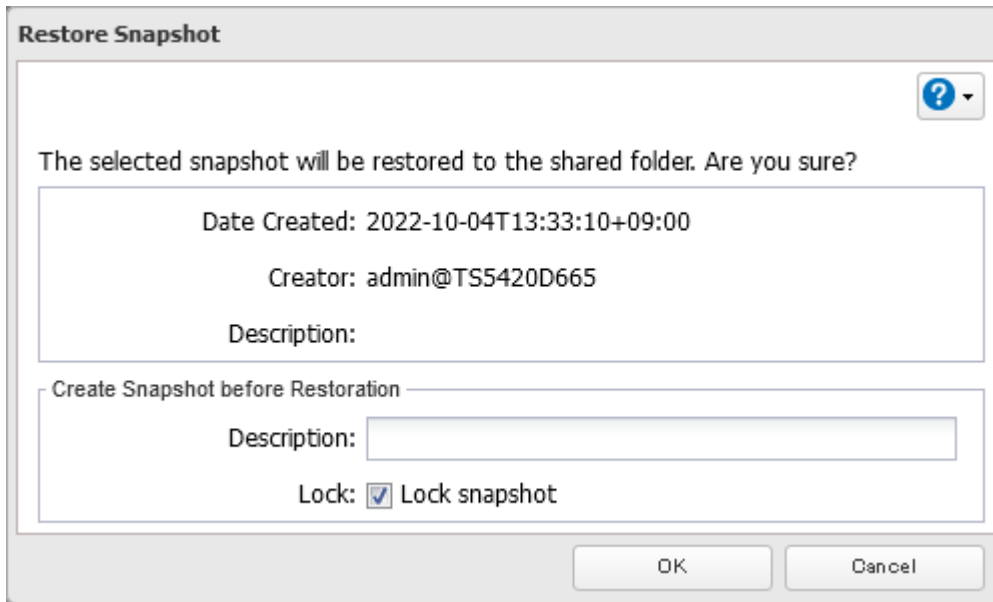 Restore Snapshot
The selected snapshot will be restored to the shared folder. Are you sure?
Date Created: 2022-10-04T13:33:10+09:00
Creator: admin@TS5420D665
Description:
Create Snapshot before Restoration
Description:
Lock: Lock snapshot
OK Cancel